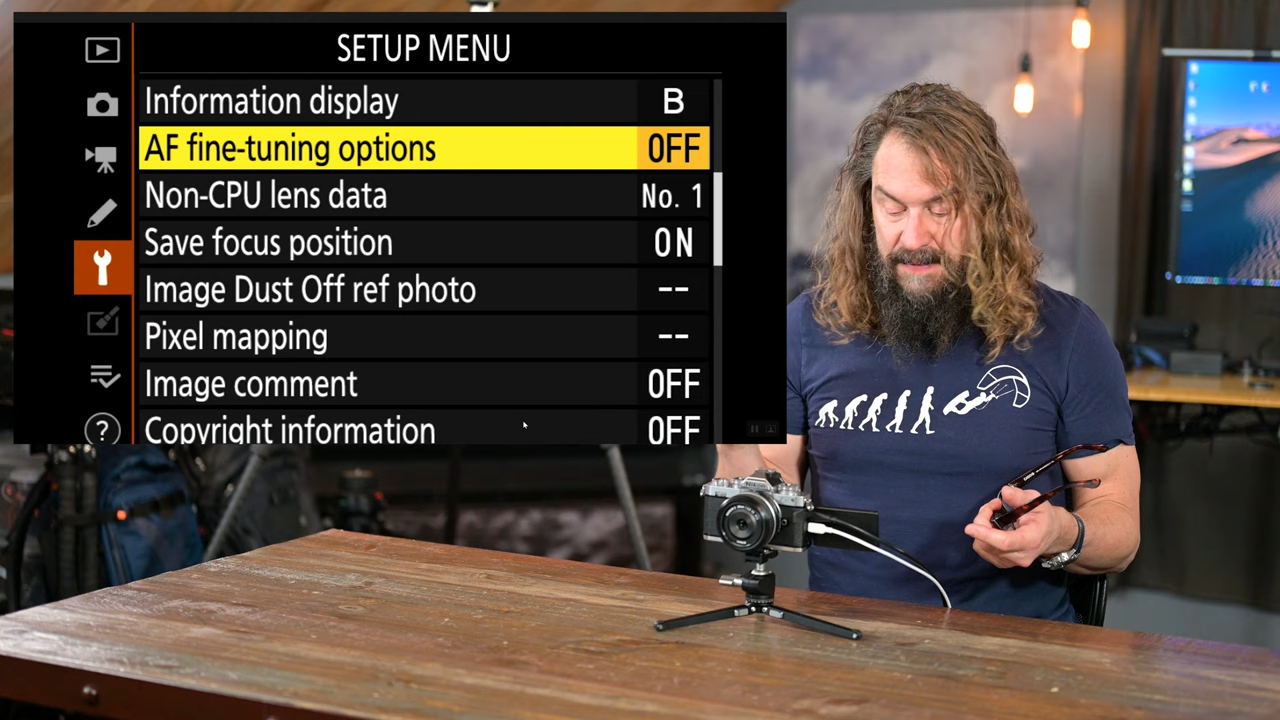 SETUP MENU
Information display B
AF fine-tuning options OFF
Non-CPU lens data No. 1
Save focus position ON
Image Dust Off ref photo --
Pixel mapping --
Image comment OFF
Copyright information OFF
?